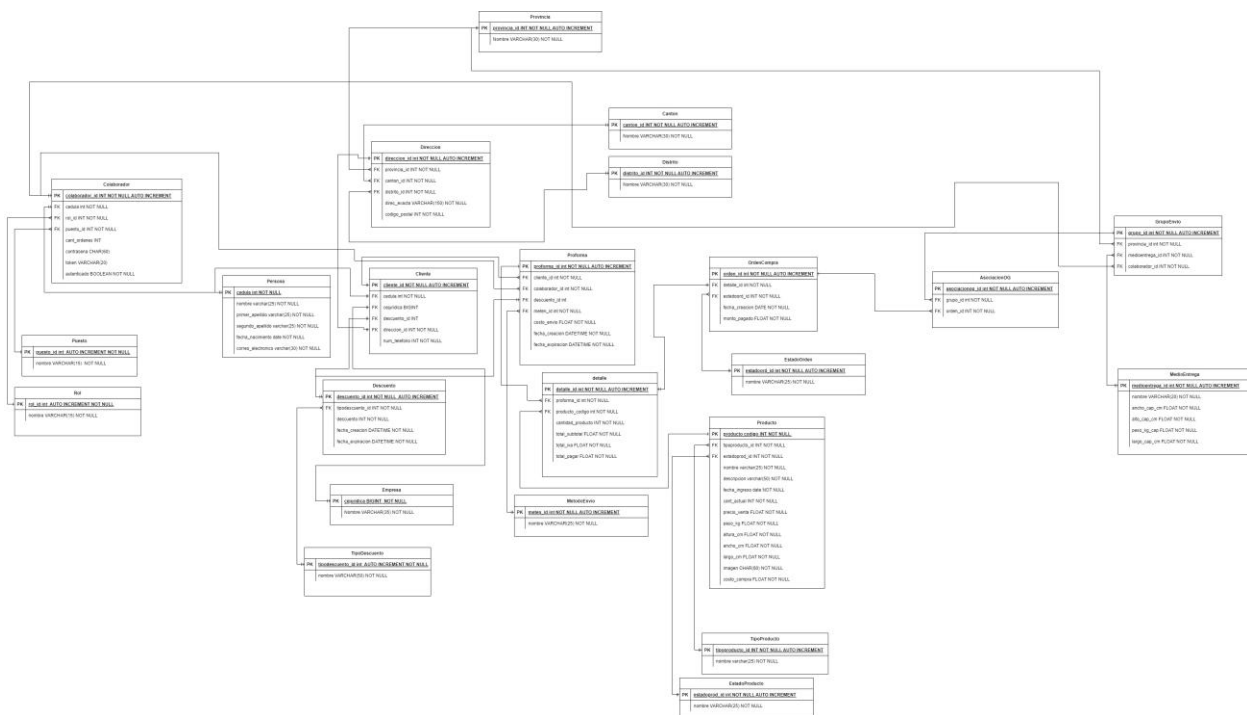 Provincia
PK provincia_id INT NOT NULL AUTO INCREMENT
Nombre VARCHAR(30) NOT NULL
Canton
PK canton_id INT NOT NULL AUTO INCREMENT
Nombre VARCHAR(30) NOT NULL
Direccion
PK direccion_id int NOT NULL AUTO INCREMENT
FK provincia_id INT NOT NULL
FK canton_id INT NOT NULL
FK distrito_id INT NOT NULL
VARCHAR(150) NOT NULL
codigo_postal INT NOT NULL
Distrito
PK distrito_id INT NOT NULL AUTO INCREMENT
Nombre VARCHAR(30) NOT NULL
Colaborador
PK colaborador_id INT NOT NULL AUTO INCREMENT
FK cedula int NOT NULL
FK rol_id INT NOT NULL
FK puesto_id INT NOT NULL
cant_ordenes INT
contrasena CHAR(60)
token VARCHAR(20)
autenticado BOOLEAN NOT NULL
GrupoEnvio
PK grupo_id int NOT NULL AUTO INCREMENT
FK provincia_id int NOT NULL
FK medioentrega_id int NOT NULL
FK colaborador_id INT NOT NULL
Proforma
PK proforma_id int NOT NULL AUTO INCREMENT
FK cliente_id int NOT NULL
FK colaborador_id INT NOT NULL
FK descuento_id int
FK metenv_id int NOT NULL
costo_envio FLOAT NOT NULL
fecha_creacion DATETIME NOT NULL
fecha_expiracion DATETIME NOT NULL
OrdenCompra
PK orden_id int NOT NULL AUTO INCREMENT
FK detalle_id INT NOT NULL
FK estadoord_id INT NOT NULL
fecha_creacion DATE NOT NULL
monto_pagado FLOAT NOT NULL
AsociacionOG
PK asociacionog_id int NOT NULL AUTO INCREMENT
FK grupo_id int NOT NULL
FK orden_id INT NOT NULL
Persona
PK cedula int NOT NULL
nombre varchar(25) NOT NULL
primer_apellido varchar(25) NOT NULL
segundo_apellido varchar(25) NOT NULL
fecha_nacimiento date NOT NULL
correo_electronico varchar(30) NOT NULL
Cliente
PK cliente_id int NOT NULL AUTO INCREMENT
FK cedula int NOT NULL
FK cejuridica BIGINT
FK descuento_id INT
FK direccion_id INT NOT NULL
num_telefono INT NOT NULL
Puesto
PK puesto_id int AUTO INCREMENT NOT NULL
nombre VARCHAR(15) NOT NULL
EstadoOrden
PK estadoord_id int NOT NULL AUTO INCREMENT
nombre VARCHAR(25) NOT NULL
MedioEntrega
PK medioentrega_id int NOT NULL AUTO INCREMENT
nombre VARCHAR(20) NOT NULL
ancho_cap_cm FLOAT NOT NULL
alto_cap_cm FLOAT NOT NULL
peso_kg_cap FLOAT NOT NULL
largo_cap_cm FLOAT NOT NULL
Rol
PK rol_id int AUTO INCREMENT NOT NULL
nombre VARCHAR(15) NOT NULL
Descuento
PK descuento_id int NOT NULL AUTO INCREMENT
FK tipodescuento_id INT NOT NULL
descuento INT NOT NULL
fecha_creacion DATETIME NOT NULL
fecha_expiracion DATETIME NOT NULL
detalle
PK detalle_id int NOT NULL AUTO INCREMENT
FK proforma_id int NOT NULL
FK producto_codigo int NOT NULL
cantidad_producto INT NOT NULL
total_subtotal FLOAT NOT NULL
total_iva FLOAT NOT NULL
total_pagar FLOAT NOT NULL
Producto
PK producto codigo INT NOT NULL
FK tipoproducto_id INT NOT NULL
FK estadoprod_id INT NOT NULL
nombre varchar(25) NOT NULL
descripcion varchar(50) NOT NULL
fecha_ingreso date NOT NULL
cant_actual INT NOT NULL
precio_venta FLOAT NOT NULL
peso_kg FLOAT NOT NULL
altura_cm FLOAT NOT NULL
ancho_cm FLOAT NOT NULL
largo_cm FLOAT NOT NULL
imagen CHAR(60) NOT NULL
costo_compra FLOAT NOT NULL
Empresa
PK cejuridica BIGINT NOT NULL
Nombre VARCHAR(25) NOT NULL
MetodoEnvio
PK metenv_id int NOT NULL AUTO INCREMENT
nombre VARCHAR(25) NOT NULL
TipoDescuento
PK tipodescuento_id int AUTO INCREMENT NOT NULL
nombre VARCHAR(50) NOT NULL
TipoProducto
PK tipoproducto_id INT NOT NULL AUTO INCREMENT
nombre varchar(25) NOT NULL
EstadoProducto
PK estadoprod_id int NOT NULL AUTO INCREMENT
nombre VARCHAR(25) NOT NULL